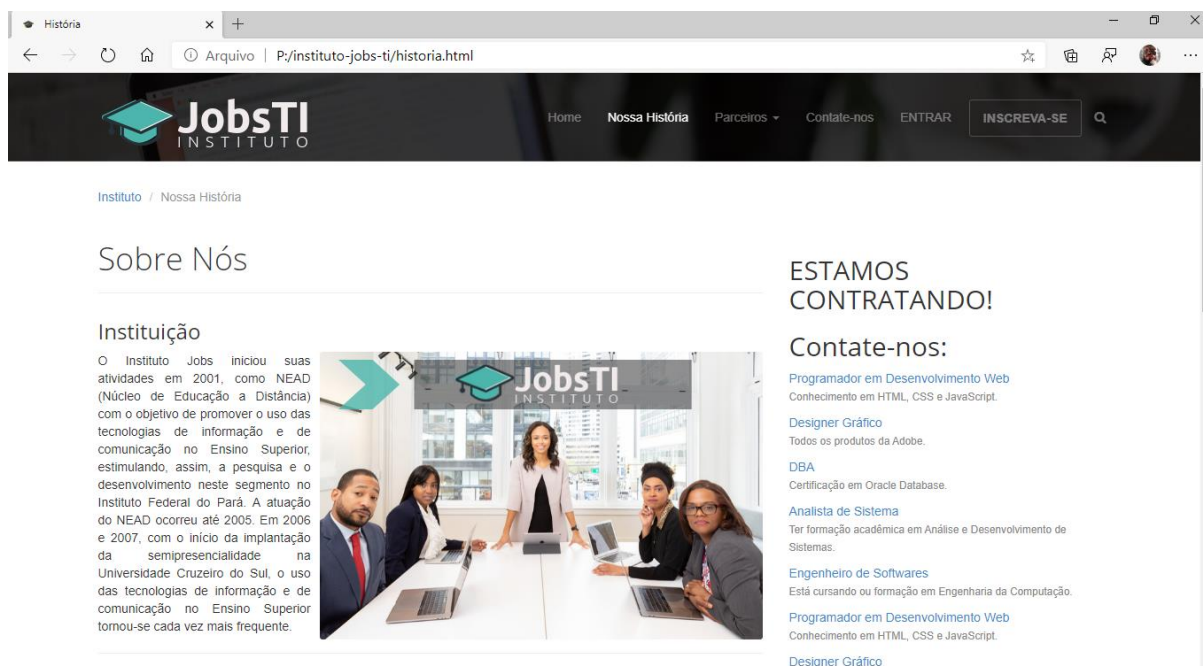 História
Arquivo | P:/instituto-jobs-ti/historia.html
JobsTI
INSTITUTO
Home Nossa História Parceiros Contate-nos ENTRAR INSCREVA-SE
Instituto / Nossa História
Sobre Nós
Instituição
O Instituto Jobs iniciou suas
atividades em 2001, como NEAD
(Núcleo de Educação a Distância)
com o objetivo de promover o uso das
tecnologias de informação e de
comunicação no Ensino Superior,
estimulando, assim, a pesquisa e o
desenvolvimento neste segmento no
Instituto Federal do Pará. A atuação
do NEAD ocorreu até 2005. Em 2006
e 2007, com o início da implantação
da semipresencialidade na
Universidade Cruzeiro do Sul, o uso
das tecnologias de informação e de
comunicação no Ensino Superior
tornou-se cada vez mais frequente.
JobsTI
INSTITUTO
ESTAMOS
CONTRATANDO!
Contate-nos:
Programador em Desenvolvimento Web
Conhecimento em HTML, CSS e JavaScript.
Designer Gráfico
Todos os produtos da Adobe.
DBA
Certificação em Oracle Database.
Analista de Sistema
Ter formação acadêmica em Análise e Desenvolvimento de
Sistemas.
Engenheiro de Softwares
Está cursando ou formação em Engenharia da Computação.
Programador em Desenvolvimento Web
Conhecimento em HTML, CSS e JavaScript.
Designer Gráfico